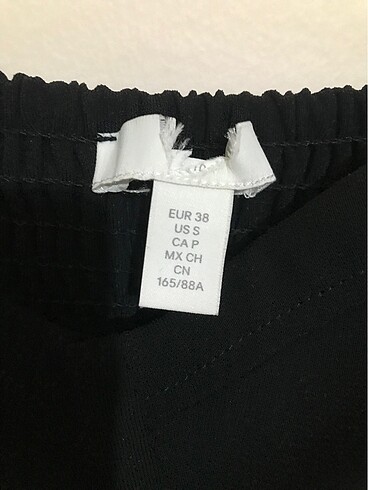 EUR 38
US S
CA P
MX CH
CN
165/88A